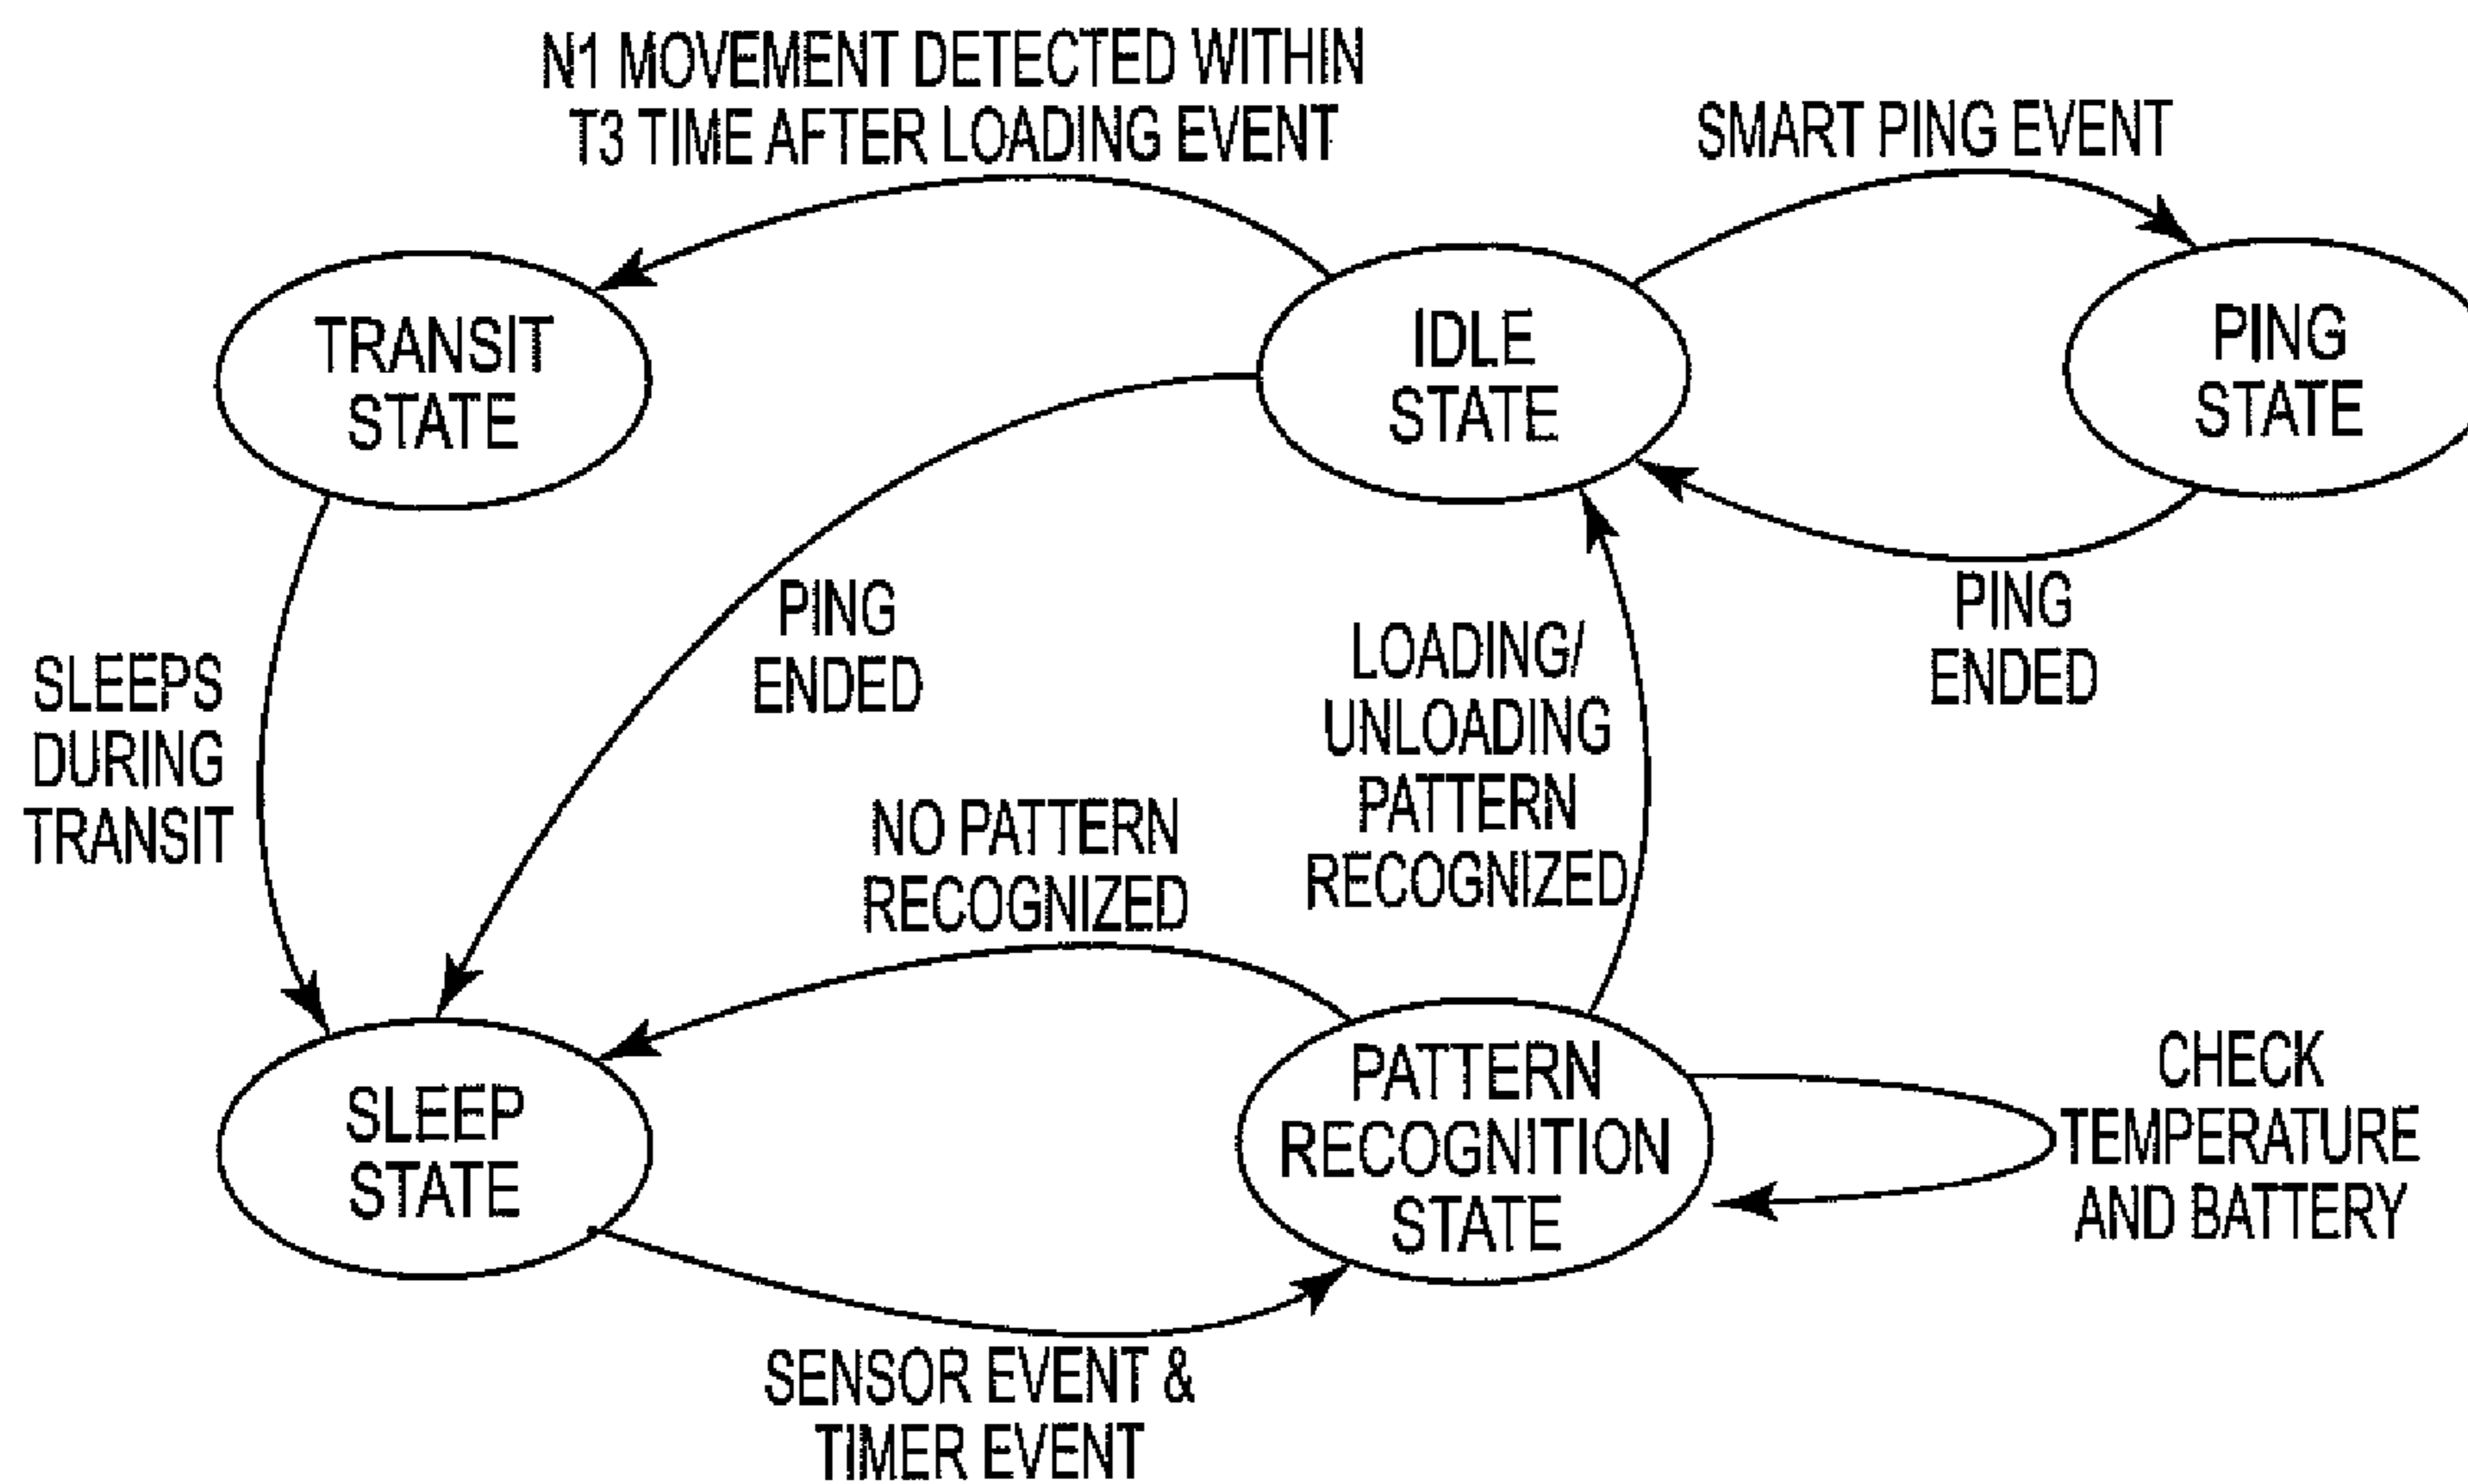 N1 MOVEMENT DETECTED WITHIN
T3 TIME AFTER LOADING EVENT
SMART PING EVENT
TRANSIT
STATE
IDLE
STATE
PING
STATE
SLEEPS
DURING
TRANSIT
PING
ENDED
LOADING/
UNLOADING
PATTERN
RECOGNIZED
PING
ENDED
NO PATTERN
RECOGNIZED
SLEEP
STATE
PATTERN
RECOGNITION
STATE
CHECK
TEMPERATURE
AND BATTERY
SENSOR EVENT &
TIMER EVENT